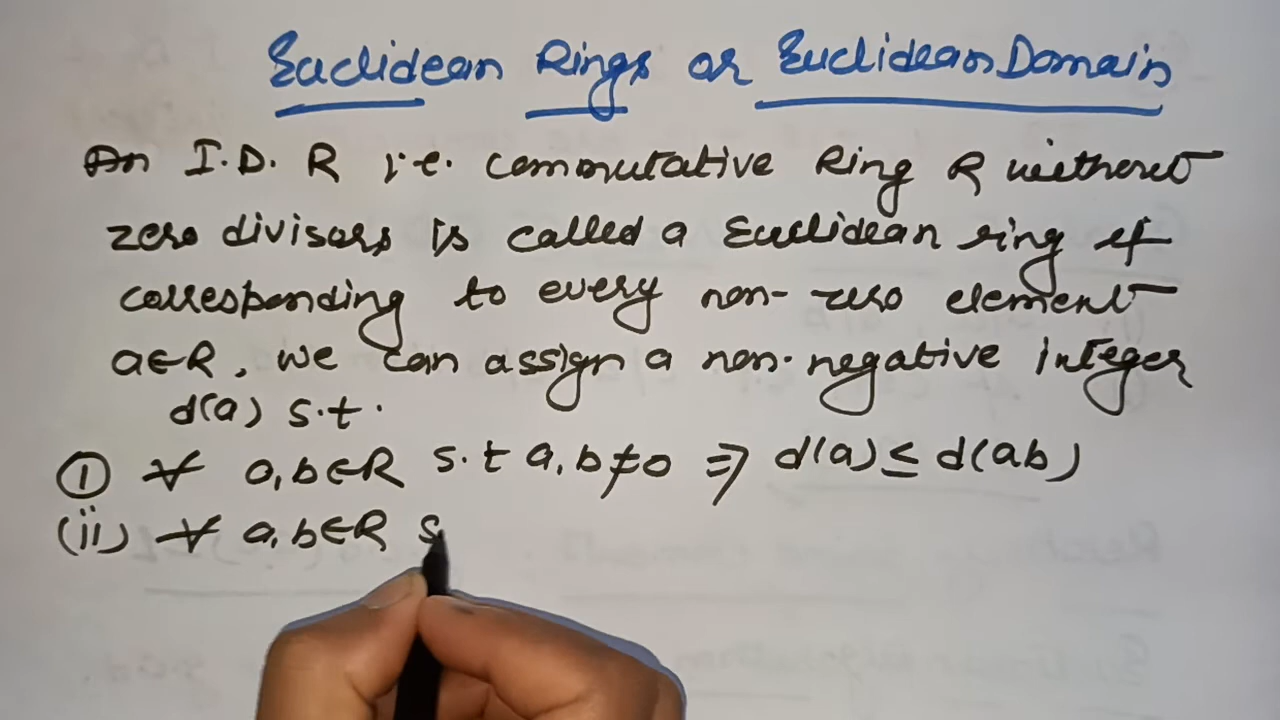 Euclidean Rings or Euclidean Domain
An I.D. R i.e. commutative Ring R without
zero divisors is called a Euclidean ring if
corresponding to every non-zero element
a∈R, we can assign a non-negative integer
d(a) s.t.
① ∀ a,b∈R s.t a,b≠0 ⇒ d(a)≤d(ab)
(ii) ∀ a,b∈R s